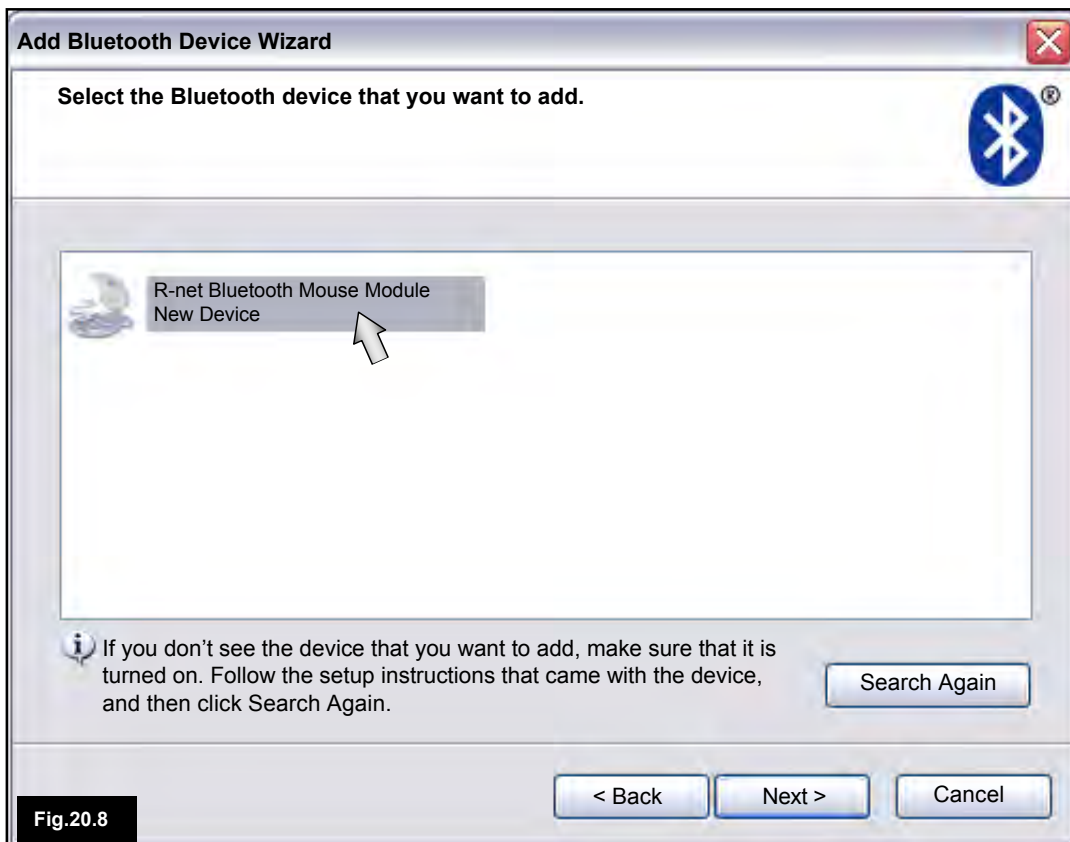 Add Bluetooth Device Wizard
Select the Bluetooth device that you want to add.
®
R-net Bluetooth Mouse Module
New Device
If you don’t see the device that you want to add, make sure that it is
turned on. Follow the setup instructions that came with the device,
and then click Search Again.
Search Again
< Back
Next >
Cancel
Fig.20.8